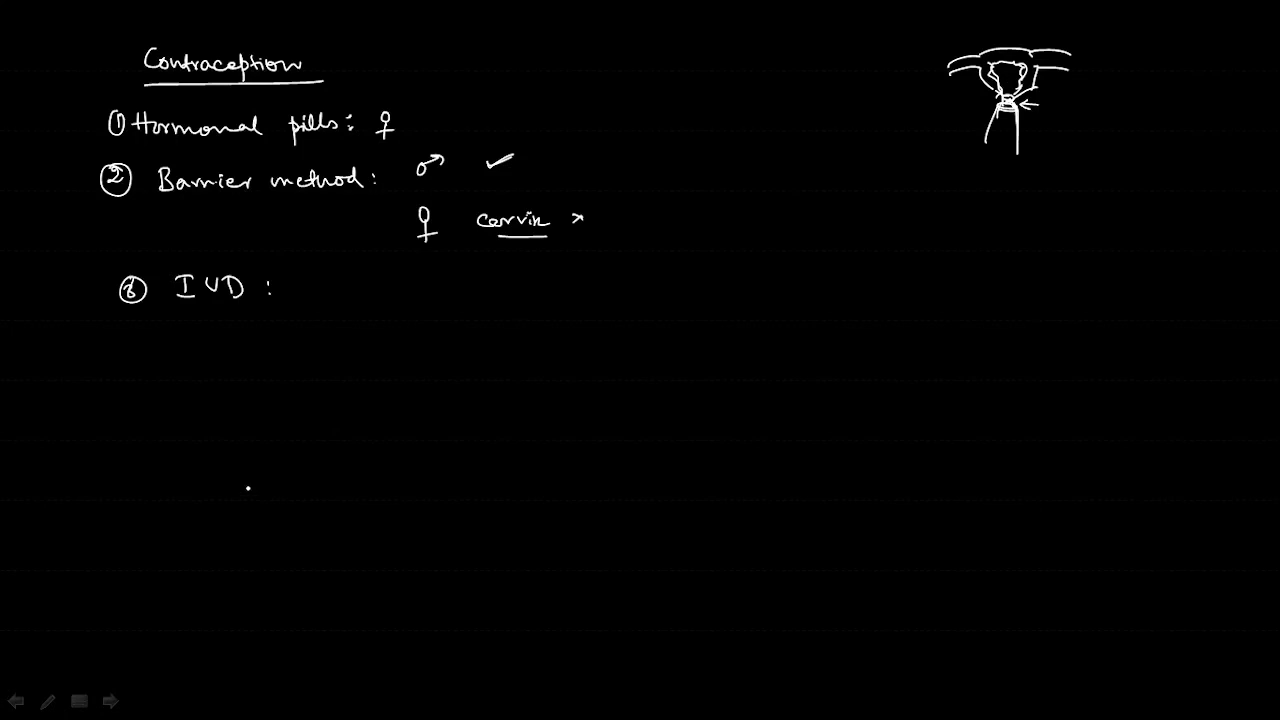 Contraception
① Hormonal pills: ♀
② Barrier method: ♂ ✓
♀ cervix ×
③ IUD :